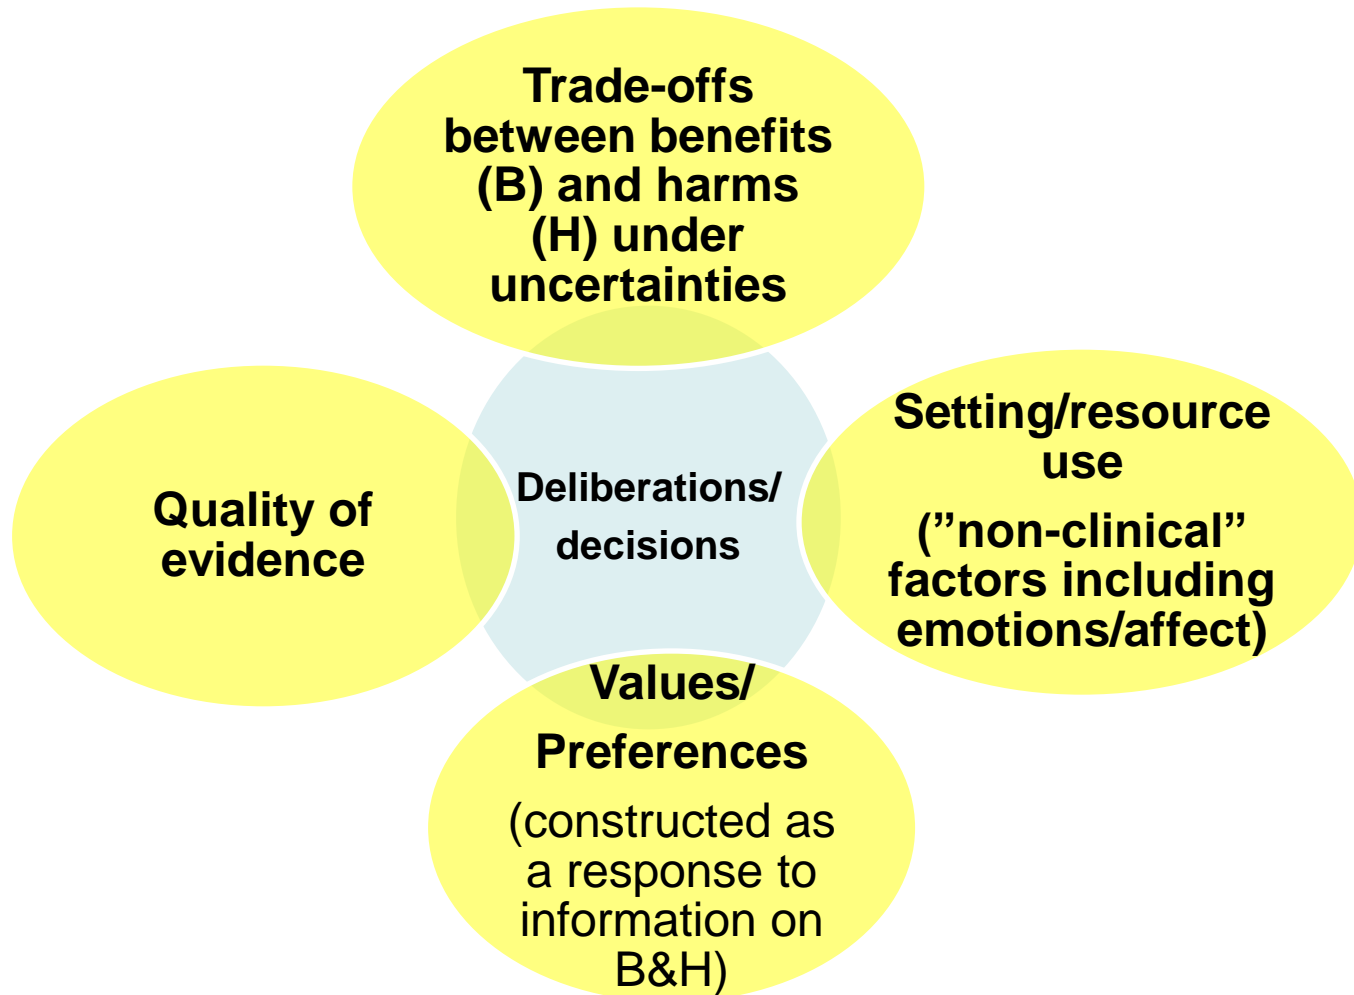 Trade-offs
between benefits
(B) and harms
(H) under
uncertainties
Quality of
evidence
Deliberations/
decisions
Setting/resource
use
(”non-clinical”
factors including
emotions/affect)
Values/
Preferences
(constructed as
a response to
information on
B&H)